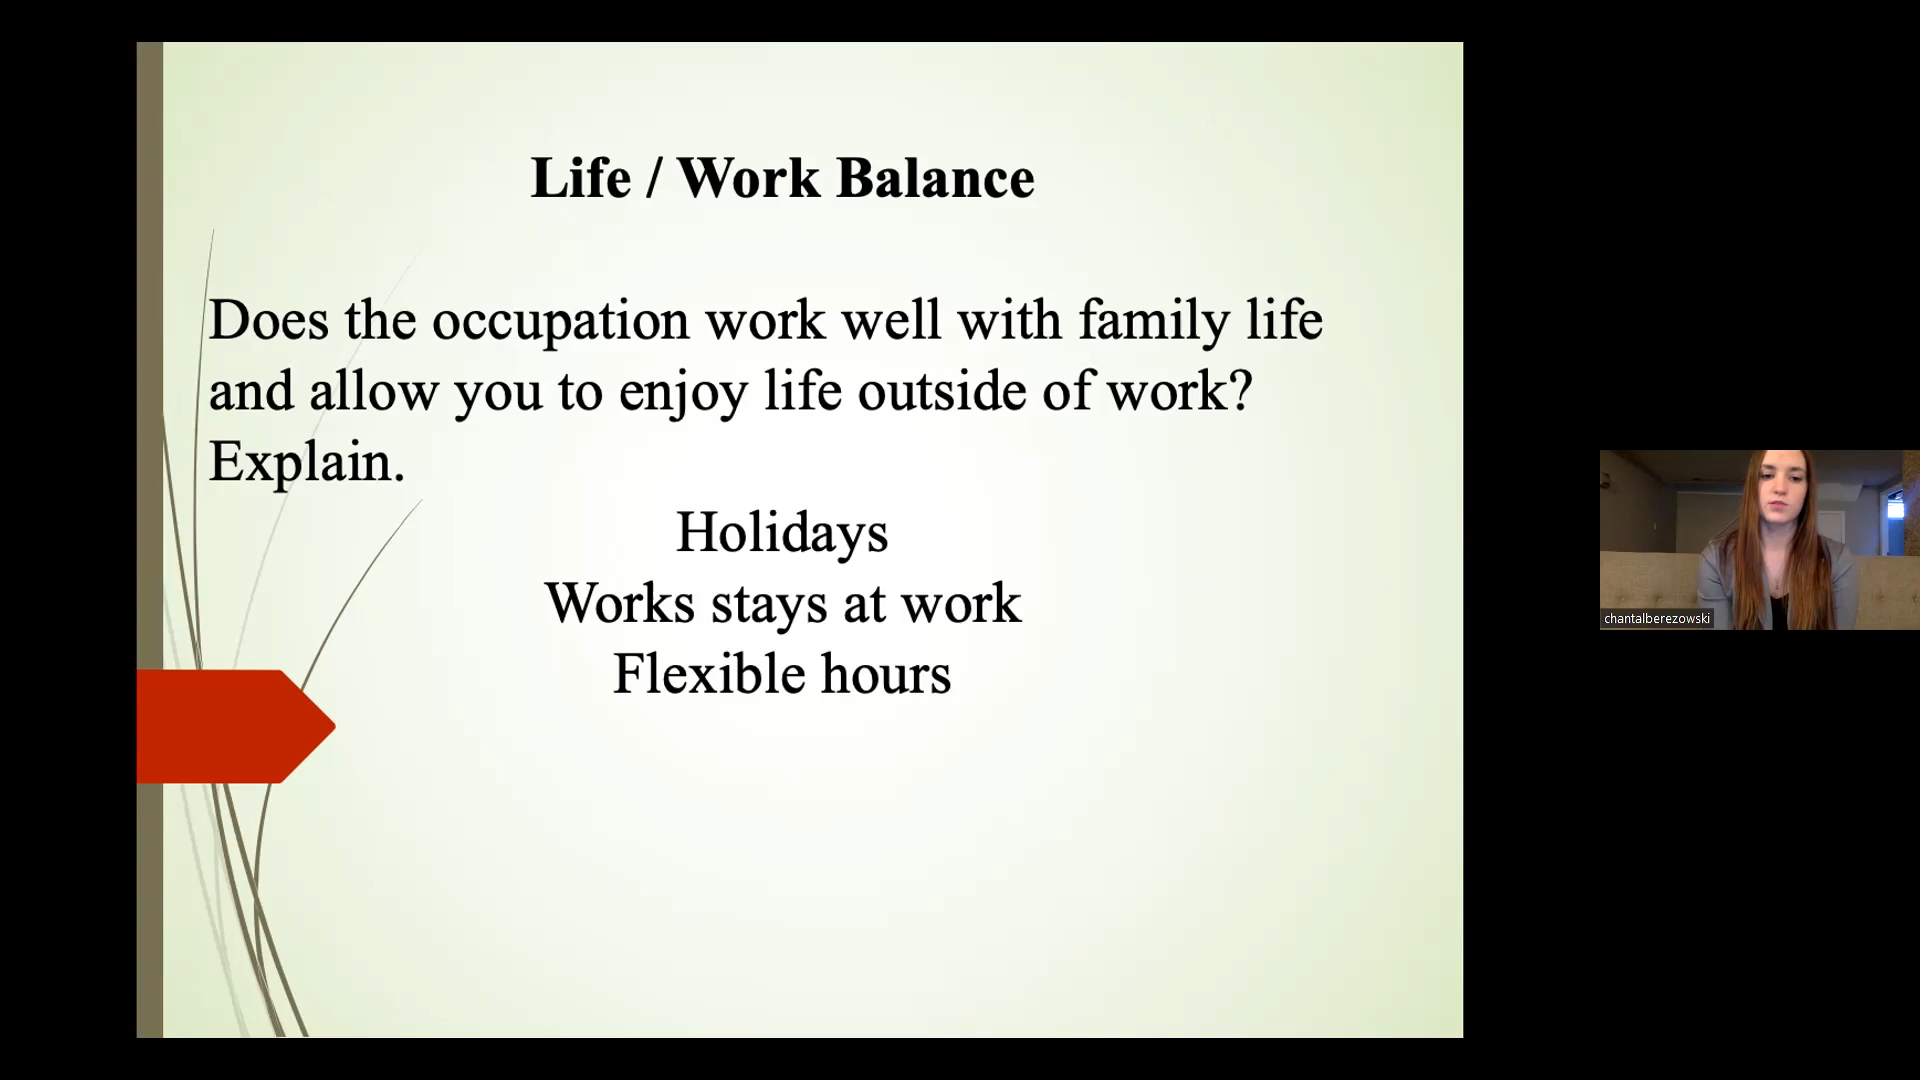 Life / Work Balance
Does the occupation work well with family life
and allow you to enjoy life outside of work?
Explain.
Holidays
Works stays at work
Flexible hours
chantalberezowski